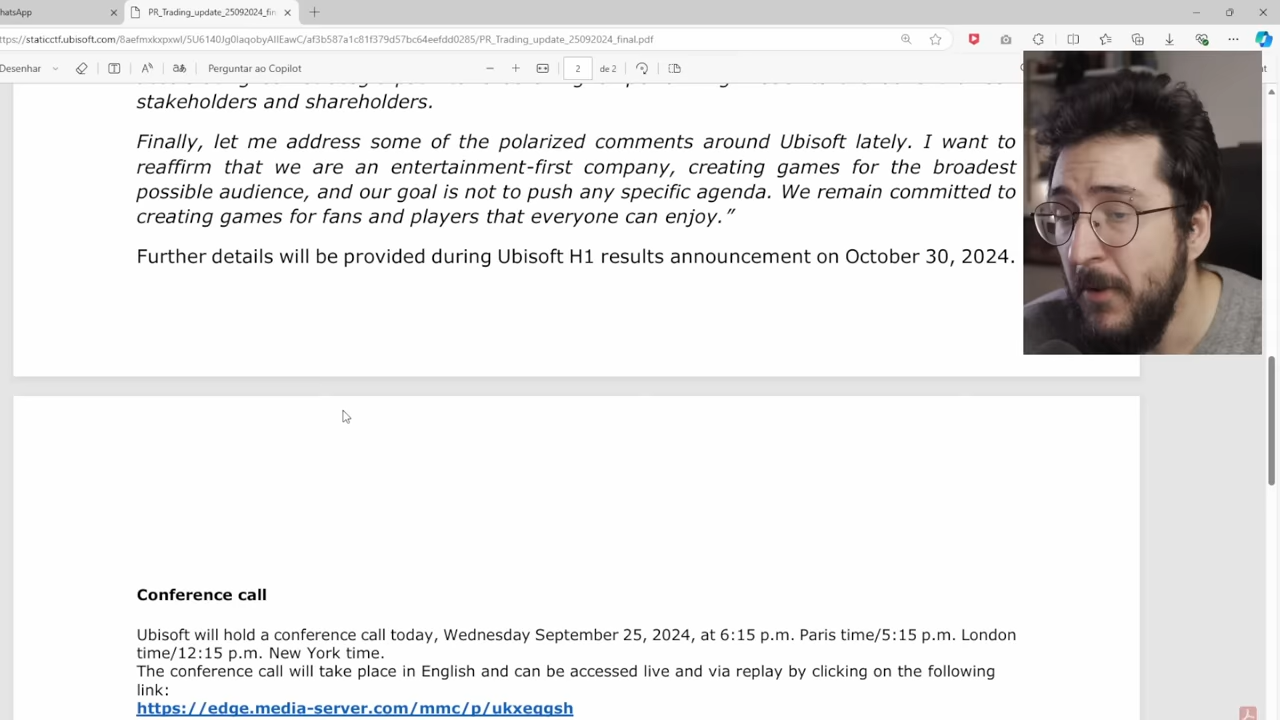 hatsApp
PR_Trading_update_25092024_fin
ttps://staticctf.ubisoft.com/8aefmxkxpxwl/5U6140Jg0IaqobyAIlEawC/af3b587a1c81f379d57bc64eefdd0285/PR_Trading_update_25092024_final.pdf
Desenhar
Perguntar ao Copilot
2
de 2
stakeholders and shareholders.
Finally, let me address some of the polarized comments around Ubisoft lately. I want to
reaffirm that we are an entertainment-first company, creating games for the broadest
possible audience, and our goal is not to push any specific agenda. We remain committed to
creating games for fans and players that everyone can enjoy.”
Further details will be provided during Ubisoft H1 results announcement on October 30, 2024.
Conference call
Ubisoft will hold a conference call today, Wednesday September 25, 2024, at 6:15 p.m. Paris time/5:15 p.m. London
time/12:15 p.m. New York time.
The conference call will take place in English and can be accessed live and via replay by clicking on the following
link:
https://edge.media-server.com/mmc/p/ukxeqgsh